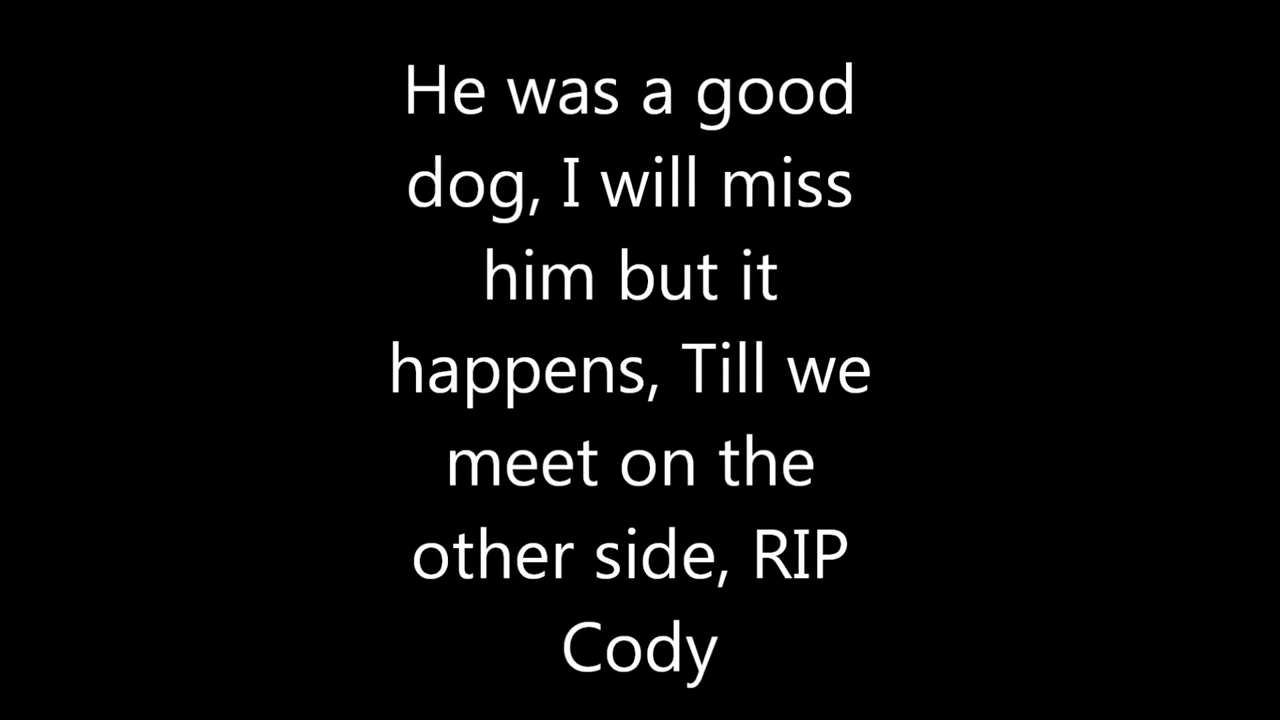 He was a good
dog, I will miss
him but it
happens, Till we
meet on the
other side, RIP
Cody